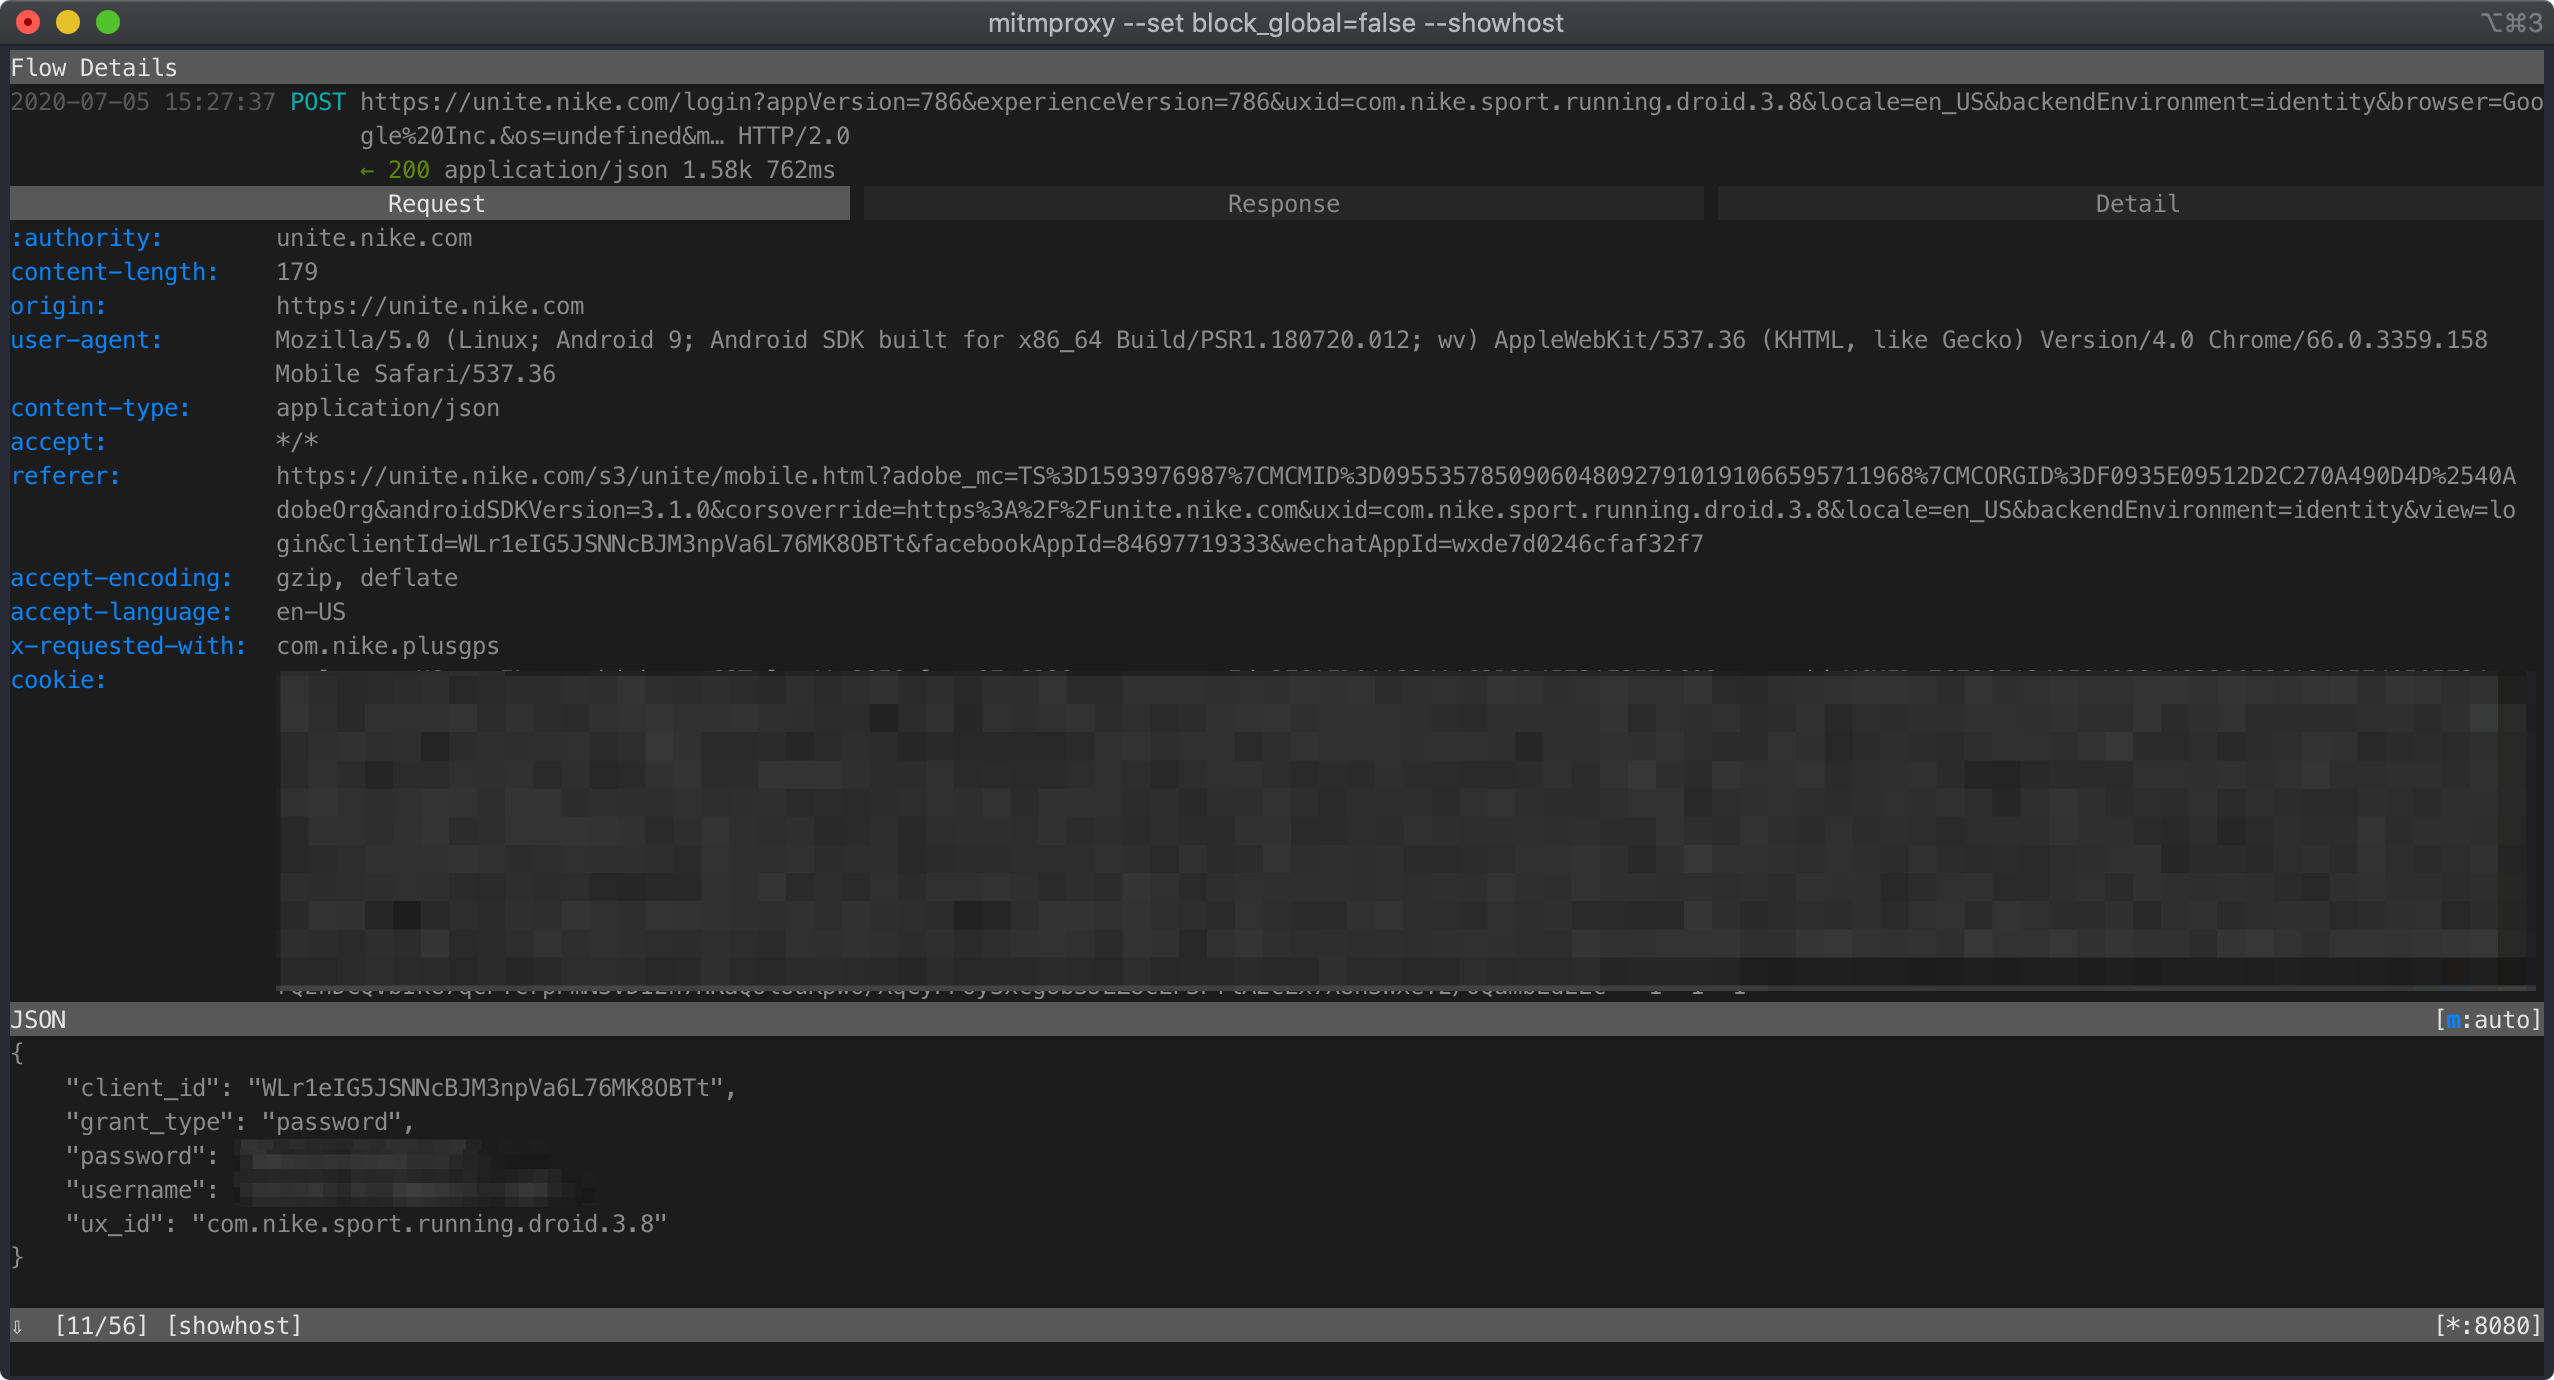 mitmproxy --set block_global=false --showhost ⌥⌘3
Flow Details
2020-07-05 15:27:37 POST https://unite.nike.com/login?appVersion=786&experienceVersion=786&uxid=com.nike.sport.running.droid.3.8&locale=en_US&backendEnvironment=identity&browser=Goo
gle%20Inc.&os=undefined&m… HTTP/2.0
← 200 application/json 1.58k 762ms
Request Response Detail
:authority: unite.nike.com
content-length: 179
origin: https://unite.nike.com
user-agent: Mozilla/5.0 (Linux; Android 9; Android SDK built for x86_64 Build/PSR1.180720.012; wv) AppleWebKit/537.36 (KHTML, like Gecko) Version/4.0 Chrome/66.0.3359.158
Mobile Safari/537.36
content-type: application/json
accept: */*
referer: https://unite.nike.com/s3/unite/mobile.html?adobe_mc=TS%3D1593976987%7CMCMID%3D09553578509060480927910191066595711968%7CMCORGID%3DF0935E09512D2C270A490D4D%2540A
dobeOrg&androidSDKVersion=3.1.0&corsoverride=https%3A%2F%2Funite.nike.com&uxid=com.nike.sport.running.droid.3.8&locale=en_US&backendEnvironment=identity&view=lo
gin&clientId=WLr1eIG5JSNNcBJM3npVa6L76MK8OBTt&facebookAppId=84697719333&wechatAppId=wxde7d0246cfaf32f7
accept-encoding: gzip, deflate
accept-language: en-US
x-requested-with: com.nike.plusgps
cookie:
JSON [m:auto]
{
"client_id": "WLr1eIG5JSNNcBJM3npVa6L76MK8OBTt",
"grant_type": "password",
"password":
"username":
"ux_id": "com.nike.sport.running.droid.3.8"
}
⇩ [11/56] [showhost] [*:8080]